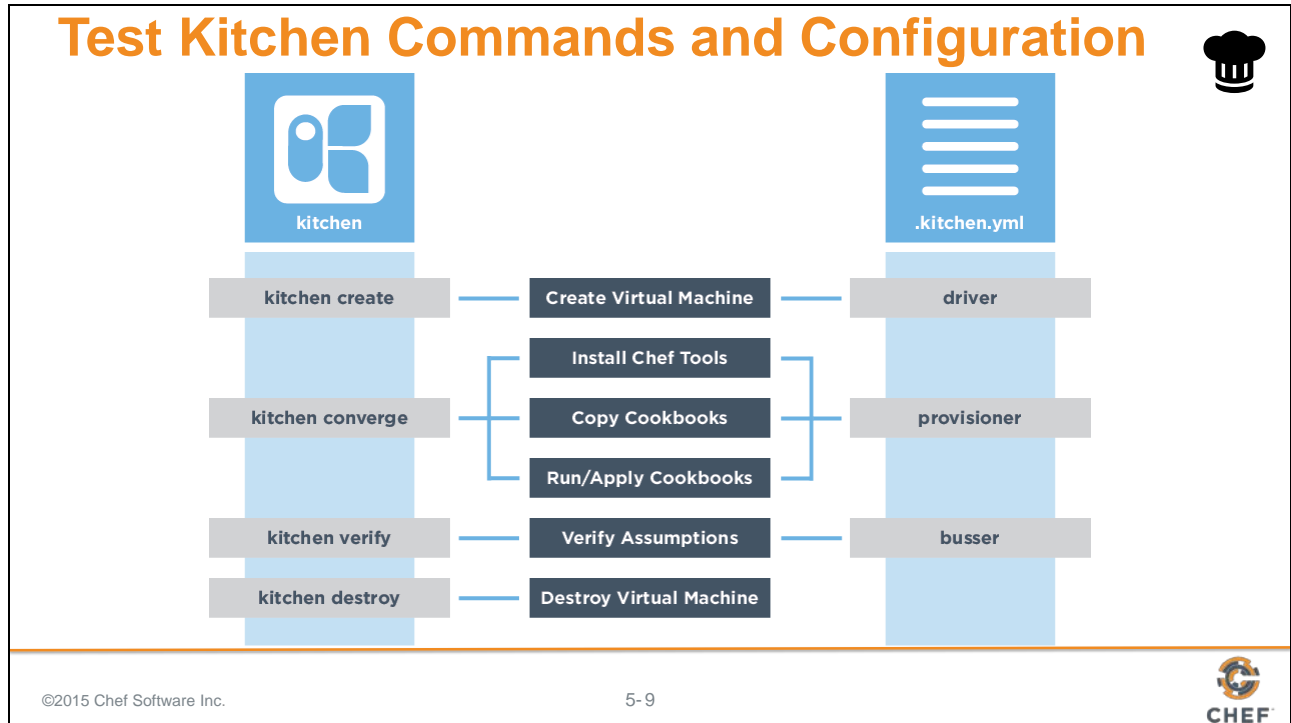 Test Kitchen Commands and Configuration
kitchen
.kitchen.yml
kitchen create
Create Virtual Machine
driver
Install Chef Tools
kitchen converge
Copy Cookbooks
provisioner
Run/Apply Cookbooks
kitchen verify
Verify Assumptions
busser
kitchen destroy
Destroy Virtual Machine
©2015 Chef Software Inc.
5-9
CHEF